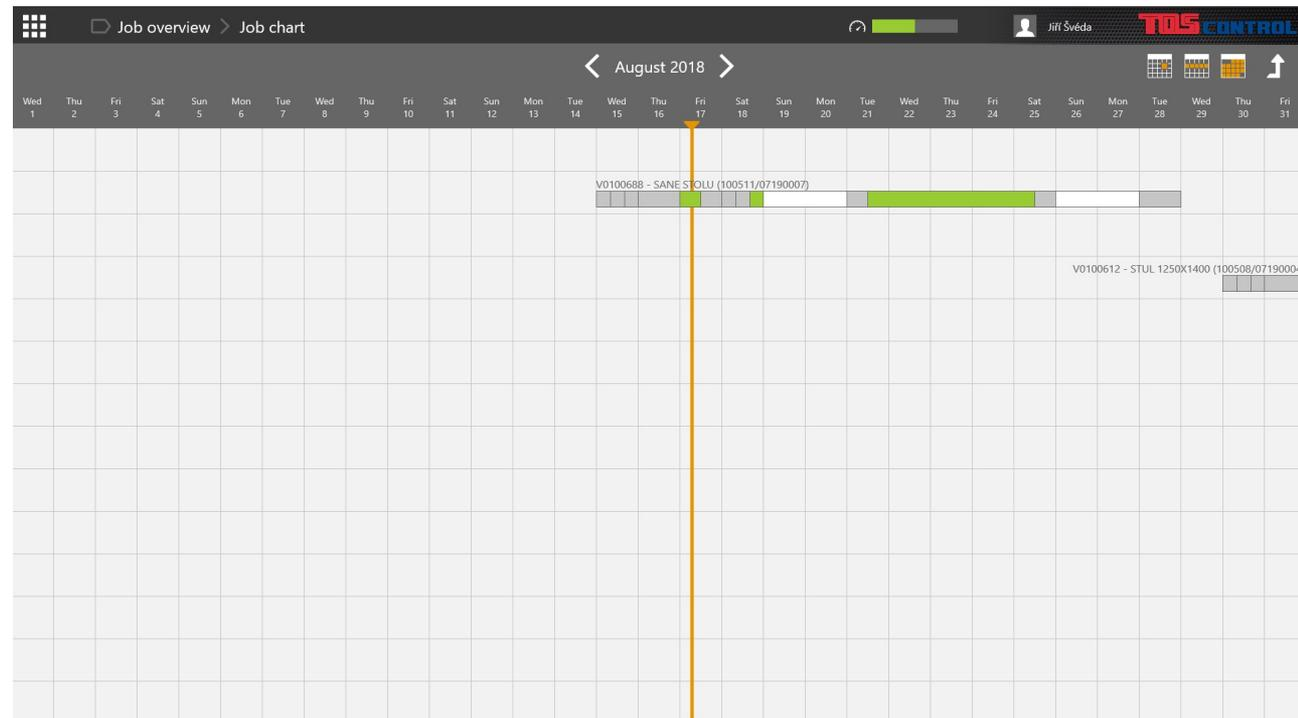 Job overview > Job chart
Jiří Švéda
TOS CONTROL
August 2018
Wed Thu Fri Sat Sun Mon Tue Wed Thu Fri Sat Sun Mon Tue Wed Thu Fri Sat Sun Mon Tue Wed Thu Fri Sat Sun Mon Tue Wed Thu Fri
1 2 3 4 5 6 7 8 9 10 11 12 13 14 15 16 17 18 19 20 21 22 23 24 25 26 27 28 29 30 31
V0100688 - SANE STOLU (100511/07190007)
V0100612 - STUL 1250X1400 (100508/0719000